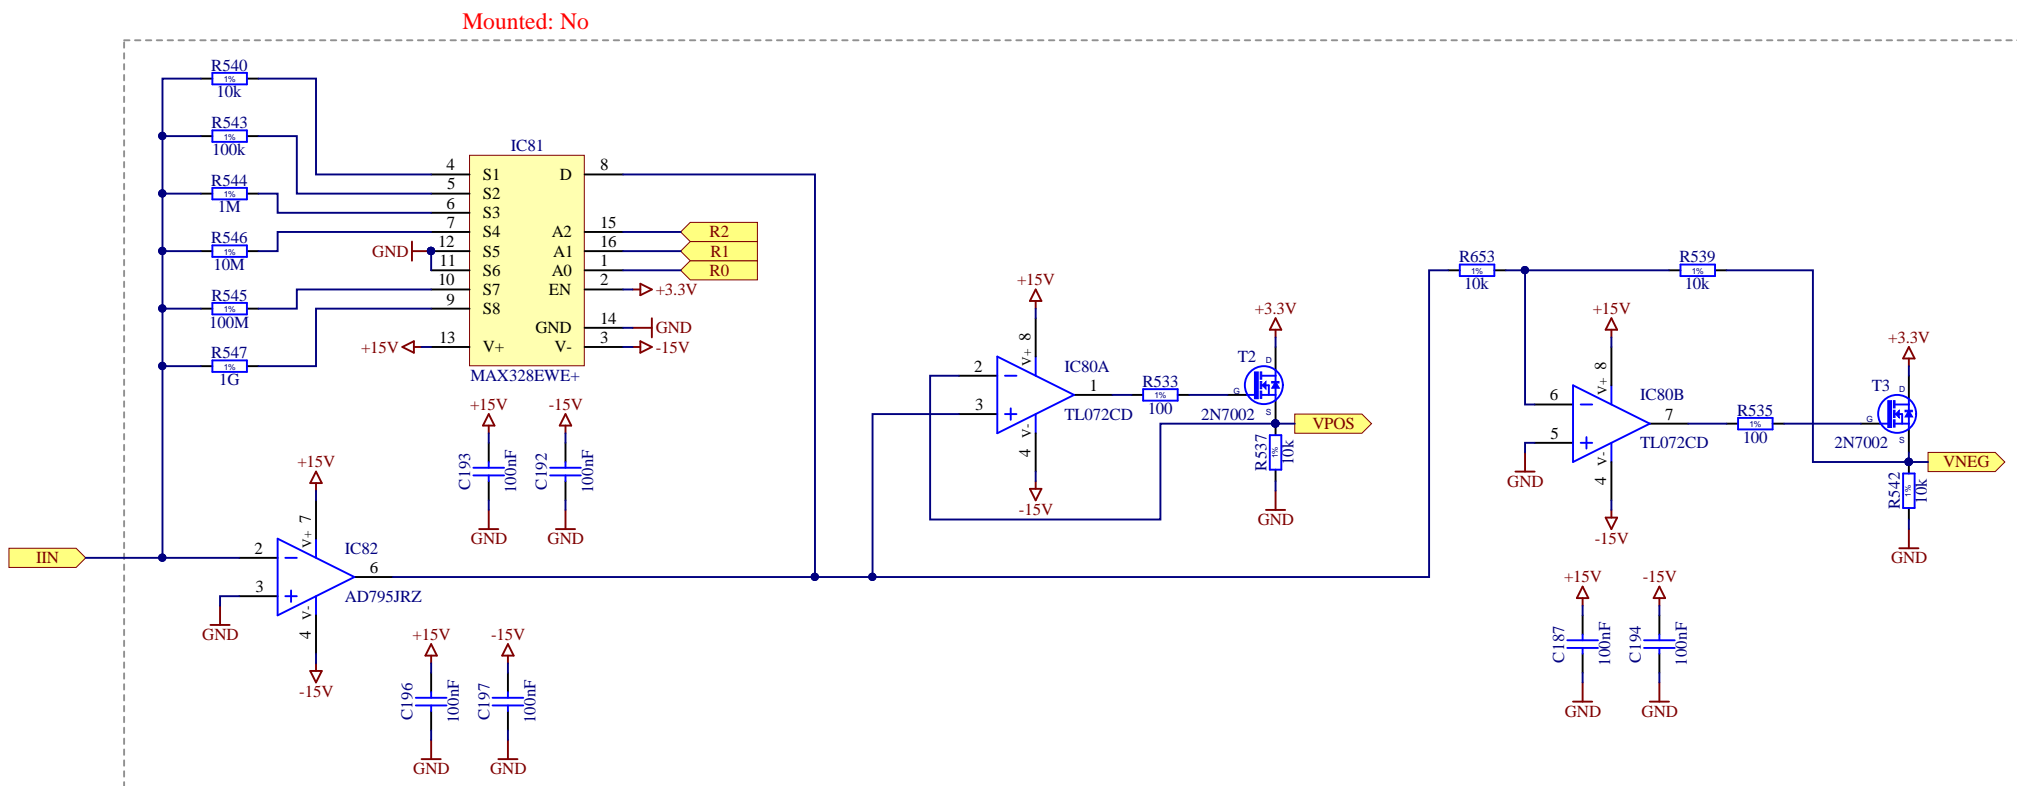 Mounted: No
R540
1%
10k
R543
1%
100k
R544
1%
1M
R546
1%
10M
R545
1%
100M
R547
1%
1G
IC81
4 S1 D 8
5 S2
6 S3
7 S4 A2 15 R2
GND 12 S5 A1 16 R1
11 S6 A0 1 R0
10 S7 EN 2 +3.3V
9 S8
GND 14 GND
+15V 13 V+ V- 3 -15V
MAX328EWE+
+15V
C193
100nF
GND
-15V
C192
100nF
GND
IIN
+15V
7
V+
IC82
2
3
6
AD795JRZ
GND
V-
4
-15V
+15V
C196
100nF
GND
-15V
C197
100nF
GND
+15V
8
V+
IC80A
2
3
1
TL072CD
V-
4
-15V
R533
1%
100
+3.3V
T2
D
G
S
2N7002
VPOS
R537
1%
10k
GND
R653
1%
10k
R539
1%
10k
+15V
8
V+
IC80B
6
5
7
TL072CD
GND
V-
4
-15V
R535
1%
100
+3.3V
T3
D
G
S
2N7002
VNEG
R542
1%
10k
GND
+15V
C187
100nF
GND
-15V
C194
100nF
GND